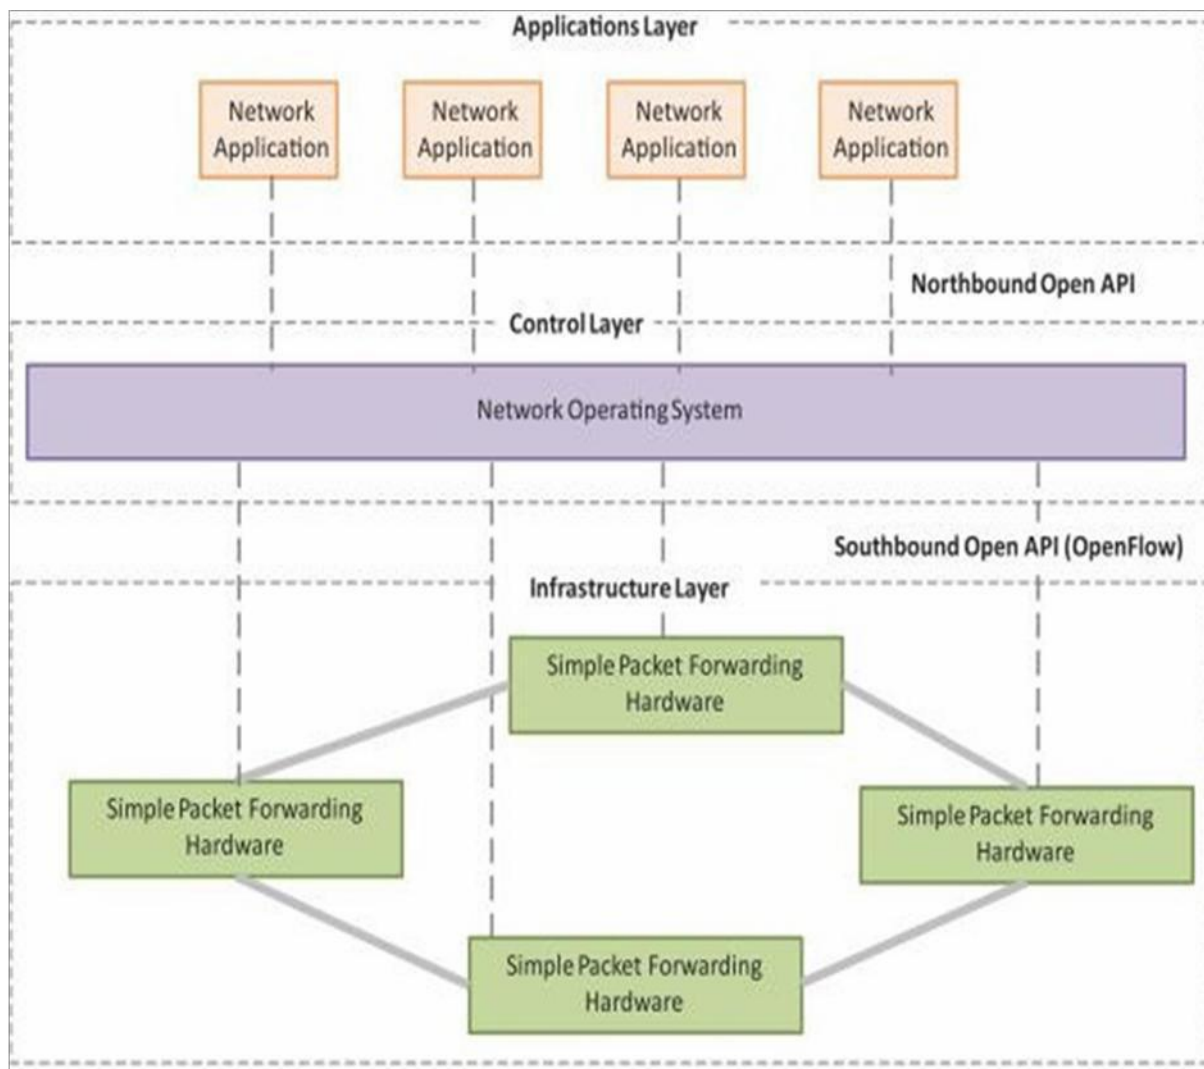 Applications Layer
Network
Application
Network
Application
Network
Application
Network
Application
Northbound Open API
Control Layer
Network Operating System
Southbound Open API (OpenFlow)
Infrastructure Layer
Simple Packet Forwarding
Hardware
Simple Packet Forwarding
Hardware
Simple Packet Forwarding
Hardware
Simple Packet Forwarding
Hardware